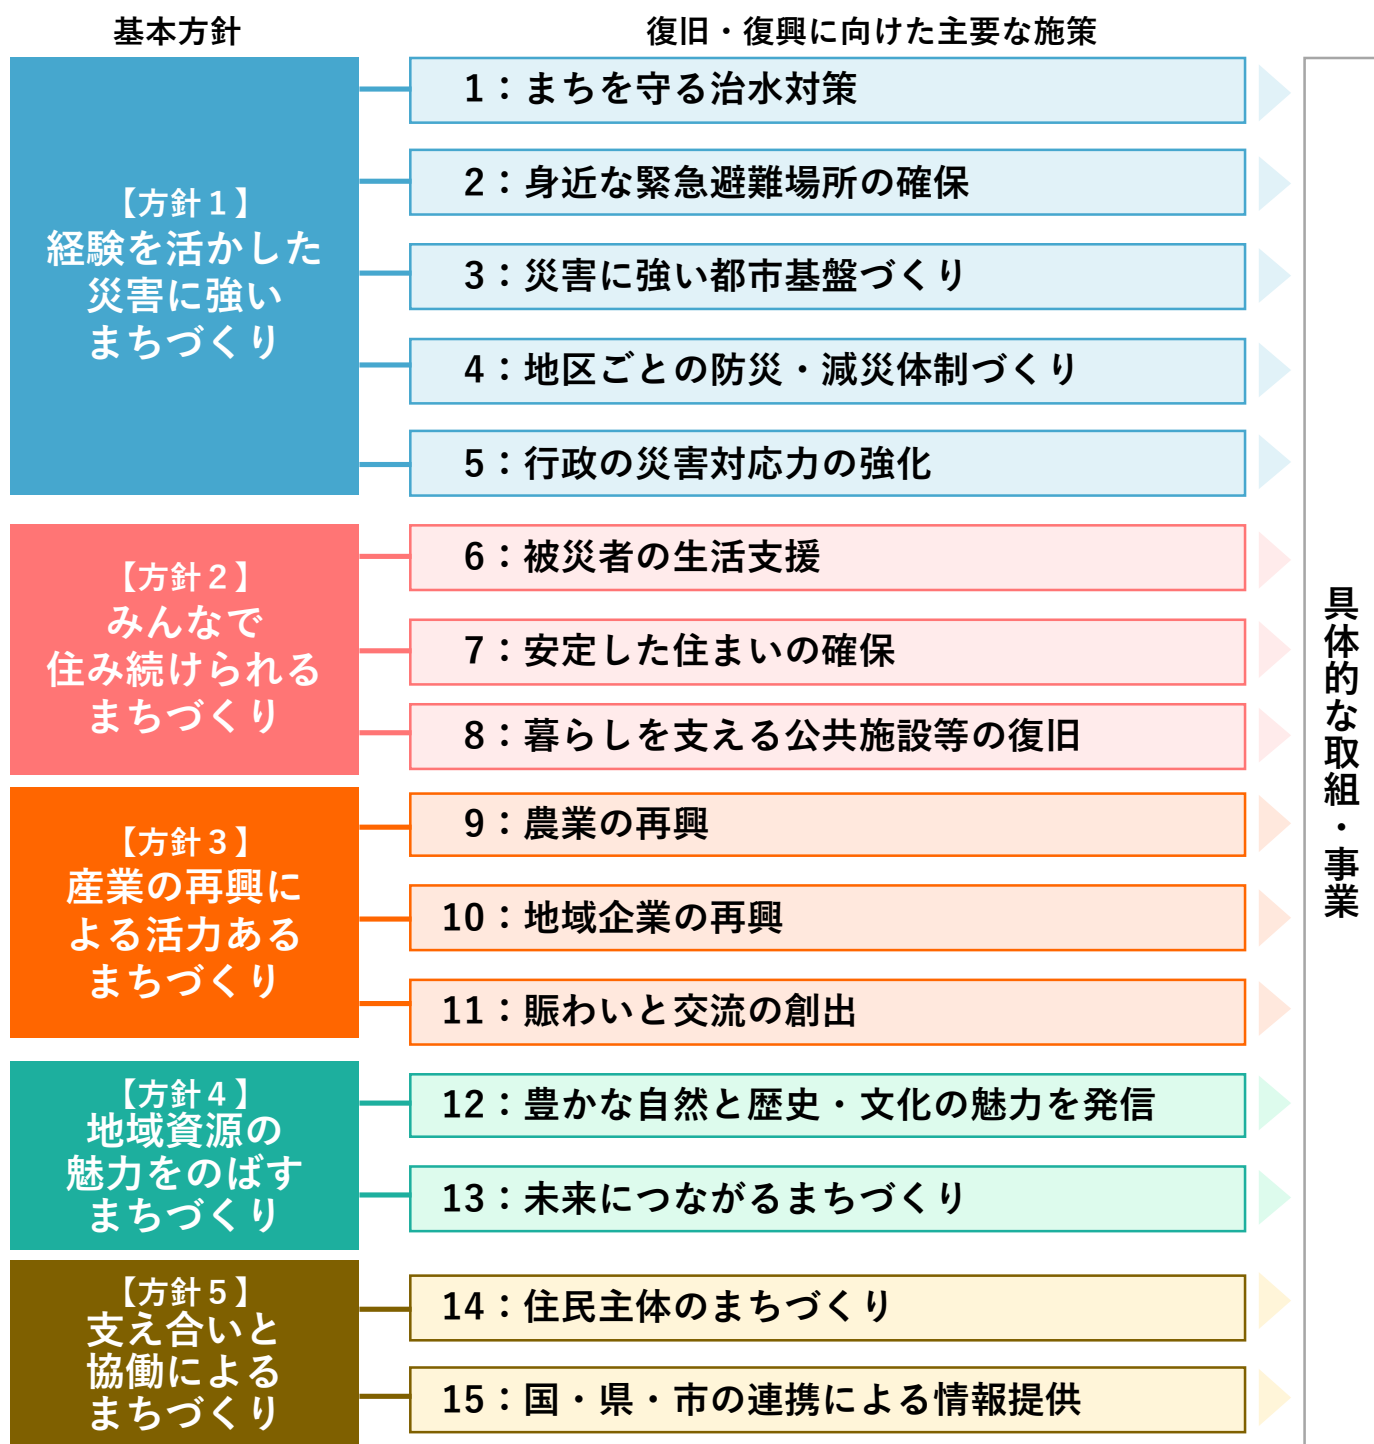 基本方針
復旧・復興に向けた主要な施策
【方針１】
経験を活かした
災害に強い
まちづくり
1：まちを守る治水対策
2：身近な緊急避難場所の確保
3：災害に強い都市基盤づくり
4：地区ごとの防災・減災体制づくり
5：行政の災害対応力の強化
【方針２】
みんなで
住み続けられる
まちづくり
6：被災者の生活支援
7：安定した住まいの確保
8：暮らしを支える公共施設等の復旧
【方針３】
産業の再興に
よる活力ある
まちづくり
9：農業の再興
10：地域企業の再興
11：賑わいと交流の創出
【方針４】
地域資源の
魅力をのばす
まちづくり
12：豊かな自然と歴史・文化の魅力を発信
13：未来につながるまちづくり
【方針５】
支え合いと
協働による
まちづくり
14：住民主体のまちづくり
15：国・県・市の連携による情報提供
具体的な取組・事業